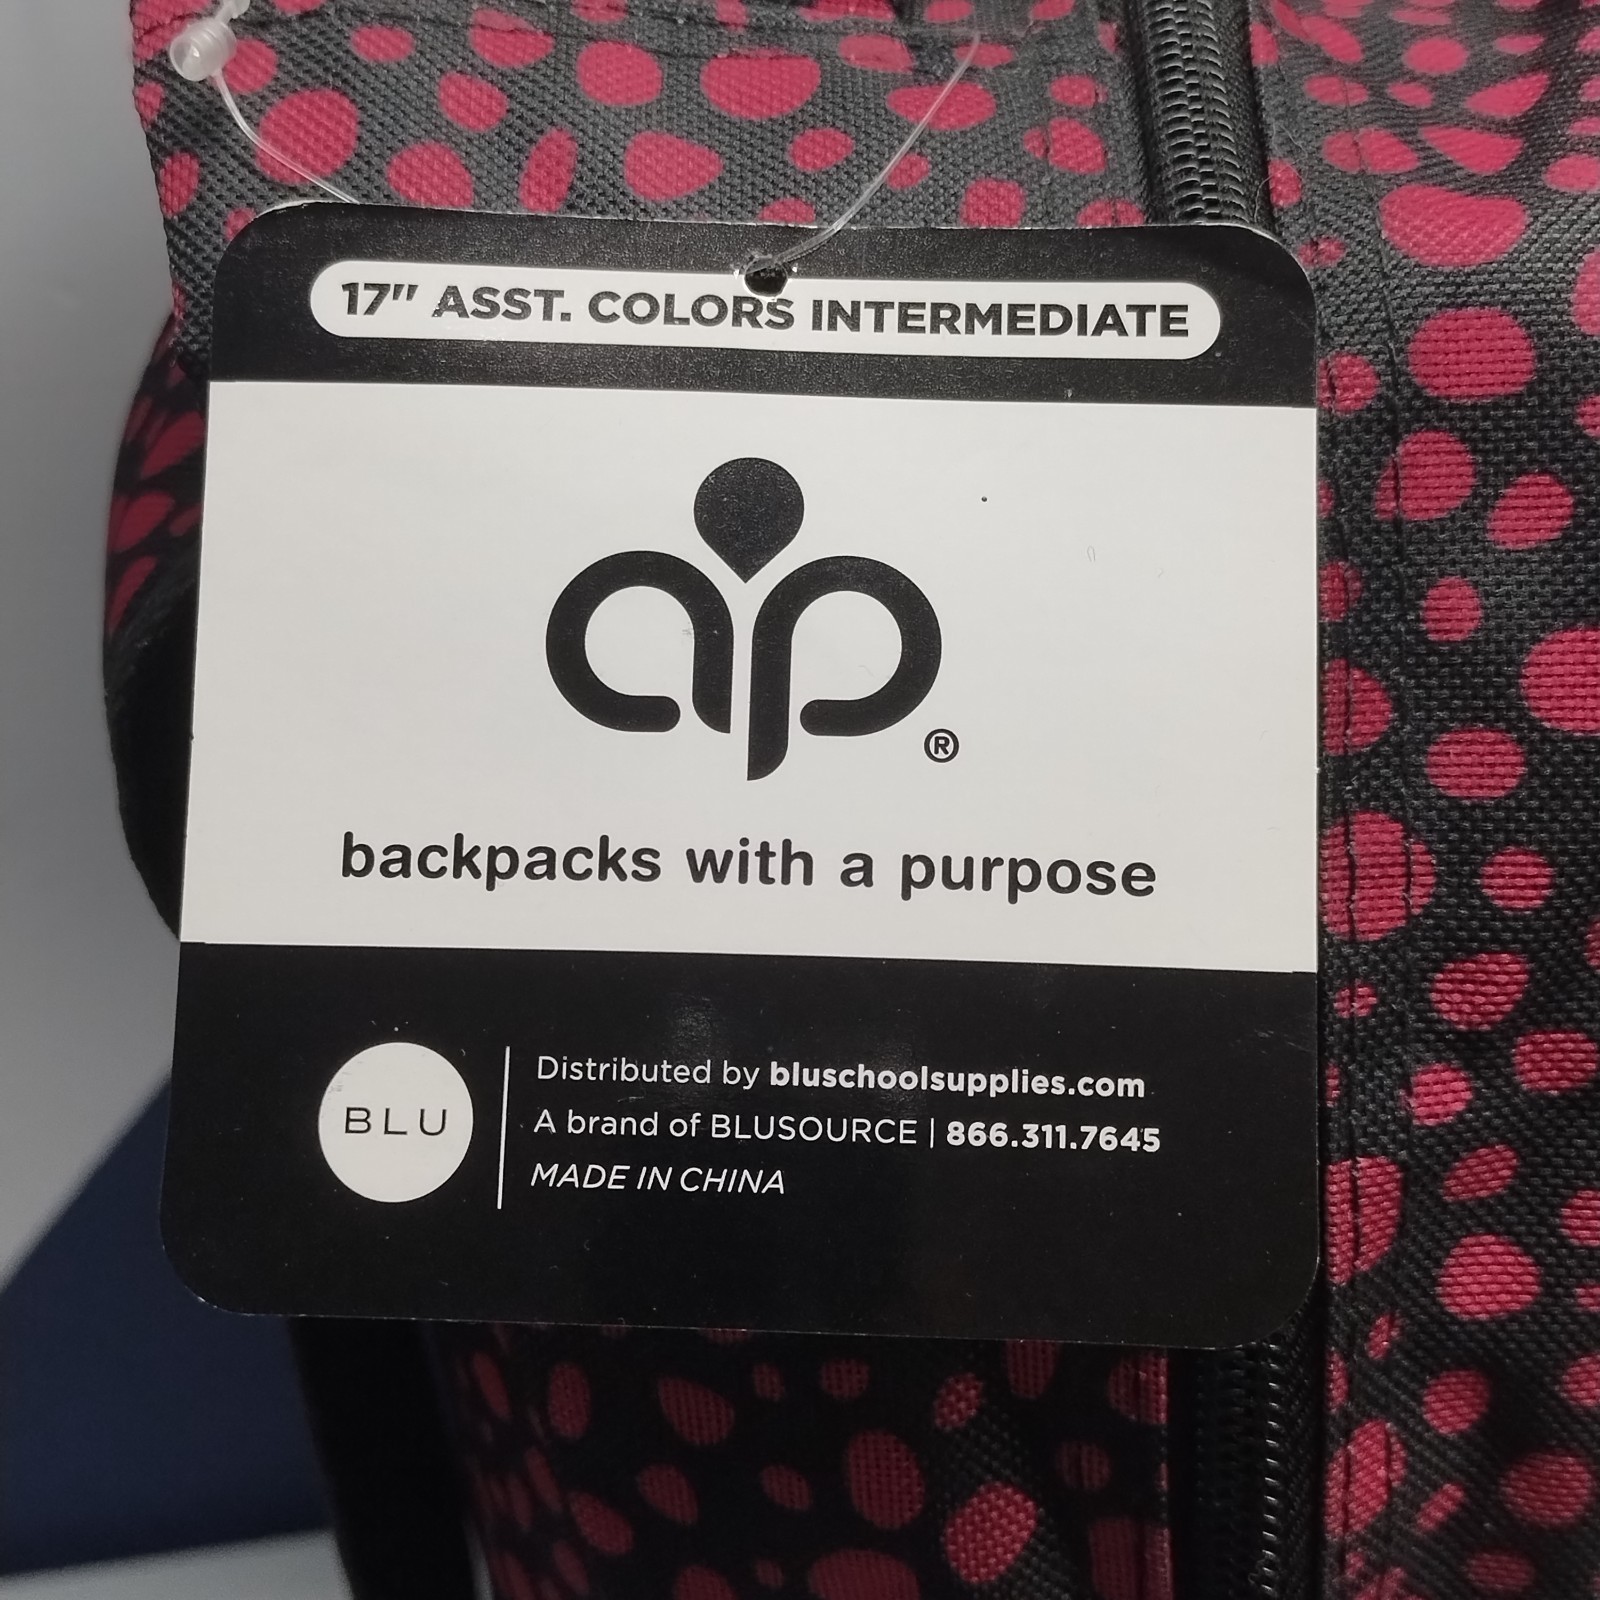 17" ASST. COLORS INTERMEDIATE
ap®
backpacks with a purpose
BLU
Distributed by bluschoolsupplies.com
A brand of BLUSOURCE | 866.311.7645
MADE IN CHINA